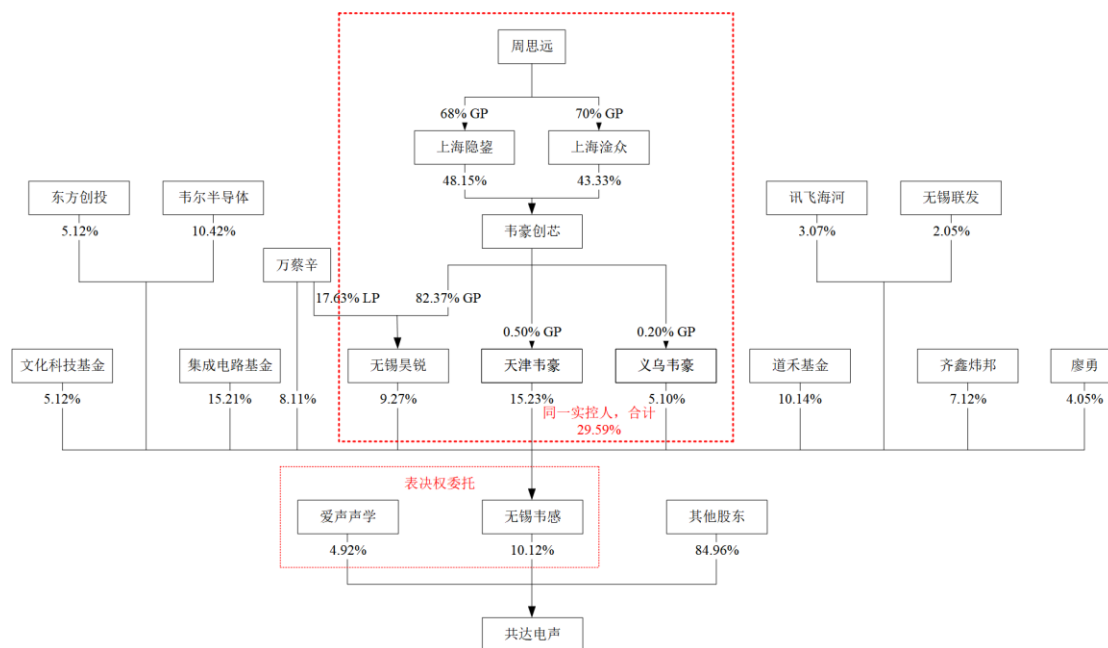 周思远
68% GP
70% GP
上海隐鋆
上海淦众
48.15%
43.33%
东方创投
韦尔半导体
讯飞海河
无锡联发
5.12%
10.42%
韦豪创芯
3.07%
2.05%
万蔡辛
17.63% LP
82.37% GP
0.50% GP
0.20% GP
文化科技基金
集成电路基金
无锡昊锐
天津韦豪
义乌韦豪
道禾基金
齐鑫炜邦
廖勇
5.12%
15.21%
8.11%
9.27%
15.23%
5.10%
10.14%
7.12%
4.05%
同一实控人，合计
29.59%
表决权委托
爱声声学
无锡韦感
其他股东
4.92%
10.12%
84.96%
共达电声